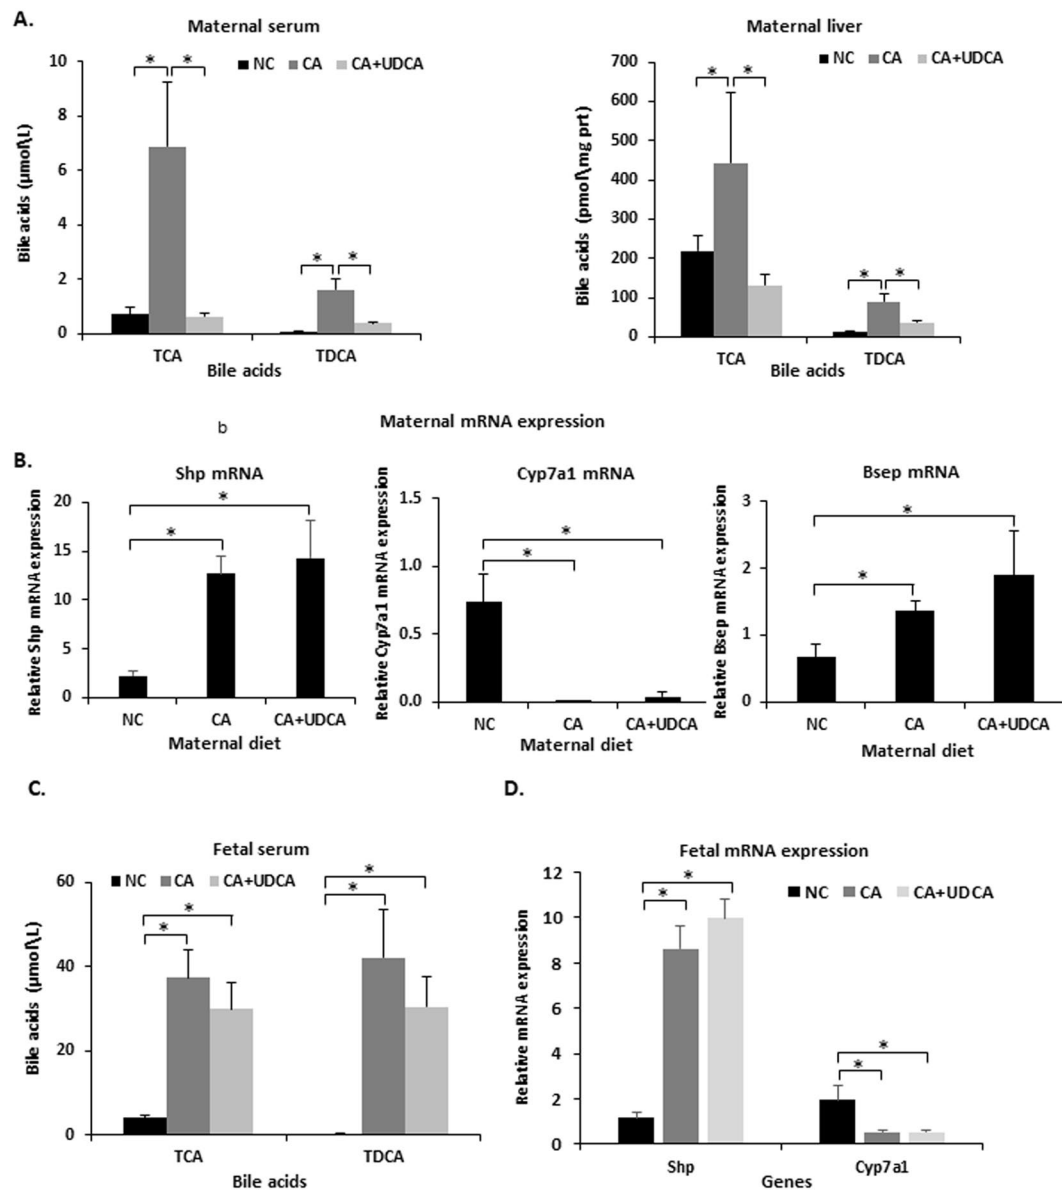 A.
Maternal serum
Bile acids (µmol\L)
10
8
6
4
2
0
NC CA CA+UDCA
* *
* *
TCA TDCA
Bile acids
Maternal liver
Bile acids (pmol\mg prt)
700
600
500
400
300
200
100
0
NC CA CA+UDCA
* *
* *
TCA TDCA
Bile acids
b
Maternal mRNA expression
B.
Shp mRNA
Relative Shp mRNA expression
20
15
10
5
0
*
*
NC CA CA+UDCA
Maternal diet
Cyp7a1 mRNA
Relative Cyp7a1 mRNA expression
1.5
1.0
0.5
0.0
*
*
NC CA CA+UDCA
Maternal diet
Bsep mRNA
Relative Bsep mRNA expression
3
2
1
0
*
*
NC CA CA+UDCA
Maternal diet
C.
Fetal serum
NC CA CA+UDCA
Bile acids (µmol\L)
60
40
20
0
*
*
*
*
TCA TDCA
Bile acids
D.
Fetal mRNA expression
NC CA CA+UDCA
Relative mRNA expression
12
10
8
6
4
2
0
*
*
*
*
Shp Cyp7a1
Genes